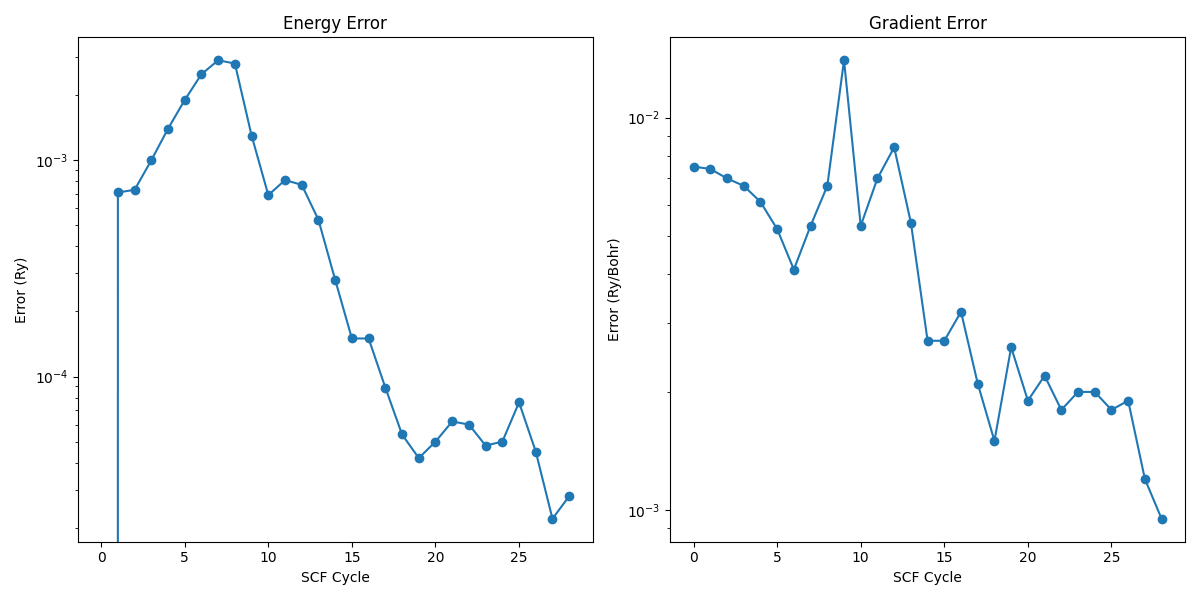 Energy Error
Error (Ry)
10⁻³
10⁻⁴
0 5 10 15 20 25
SCF Cycle
Gradient Error
Error (Ry/Bohr)
10⁻²
10⁻³
0 5 10 15 20 25
SCF Cycle